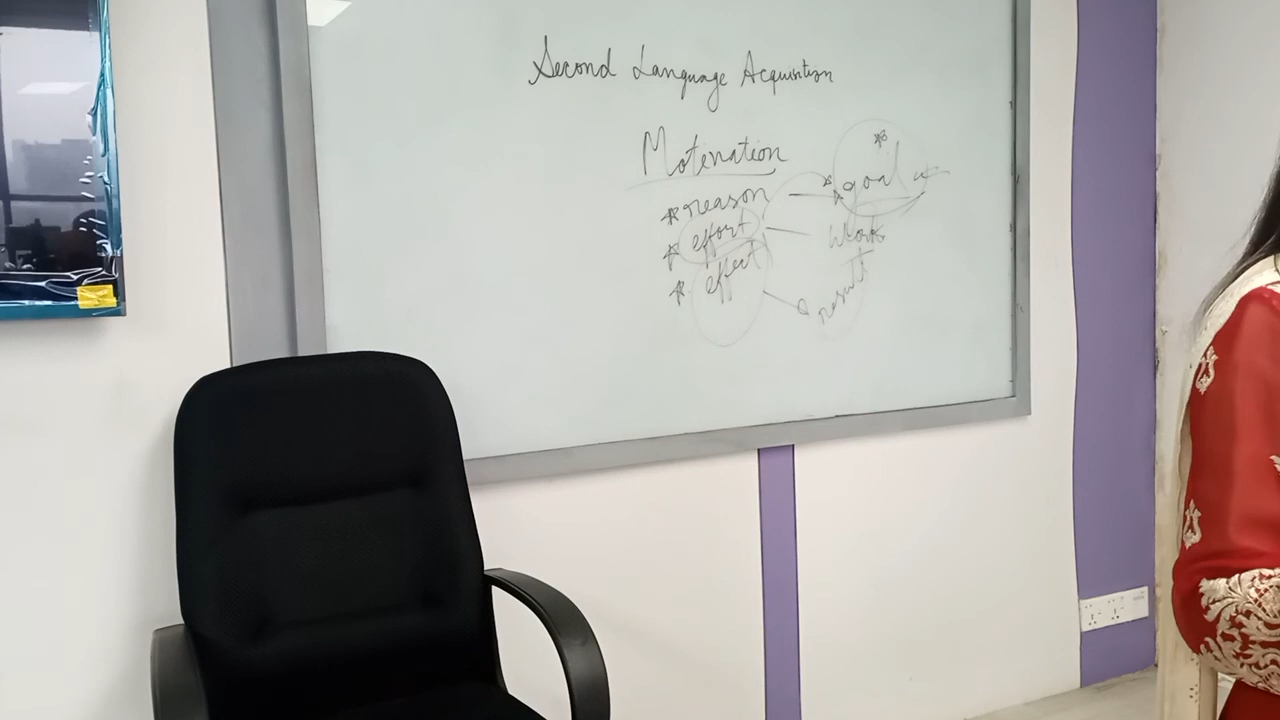 Second Language Acquisition
Motivation
* reason — * goal
* effort — work
* effect — result